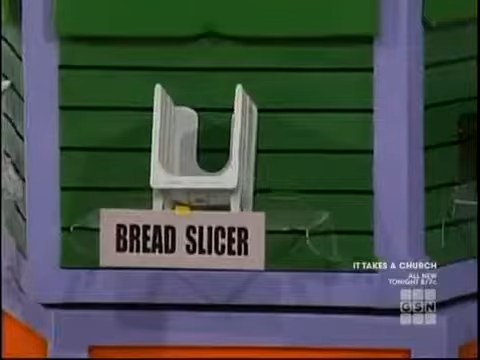 BREAD SLICER
IT TAKES A CHURCH
ALL NEW
TONIGHT 8/7c
GSN